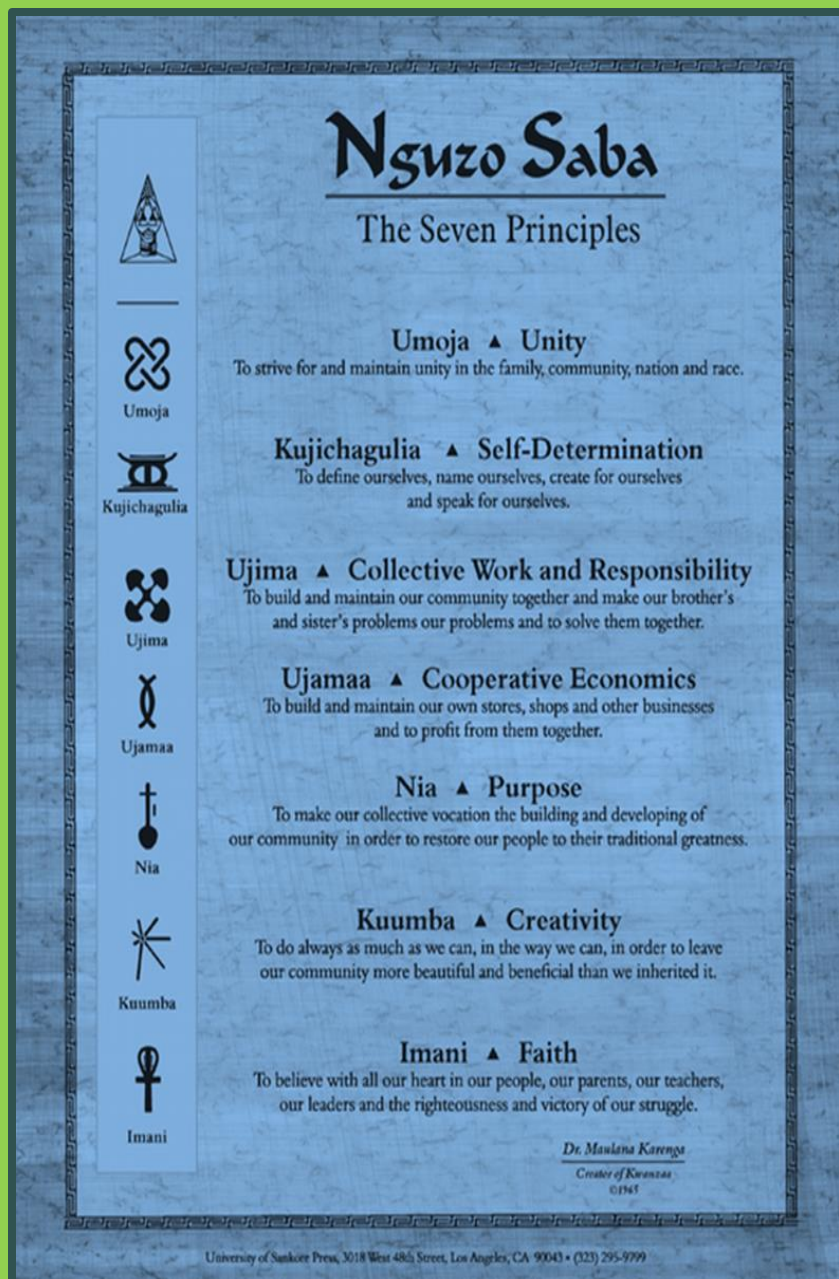 Nguzo Saba
The Seven Principles
Umoja ▲ Unity
To strive for and maintain unity in the family, community, nation and race.
Kujichagulia ▲ Self-Determination
To define ourselves, name ourselves, create for ourselves
and speak for ourselves.
Ujima ▲ Collective Work and Responsibility
To build and maintain our community together and make our brother's
and sister's problems our problems and to solve them together.
Ujamaa ▲ Cooperative Economics
To build and maintain our own stores, shops and other businesses
and to profit from them together.
Nia ▲ Purpose
To make our collective vocation the building and developing of
our community in order to restore our people to their traditional greatness.
Kuumba ▲ Creativity
To do always as much as we can, in the way we can, in order to leave
our community more beautiful and beneficial than we inherited it.
Imani ▲ Faith
To believe with all our heart in our people, our parents, our teachers,
our leaders and the righteousness and victory of our struggle.
Umoja
Kujichagulia
Ujima
Ujamaa
Nia
Kuumba
Imani
Dr. Maulana Karenga
Creator of Kwanzaa
©1965
University of Sankore Press, 3018 West 48th Street, Los Angeles, CA 90043 • (323) 295-9799